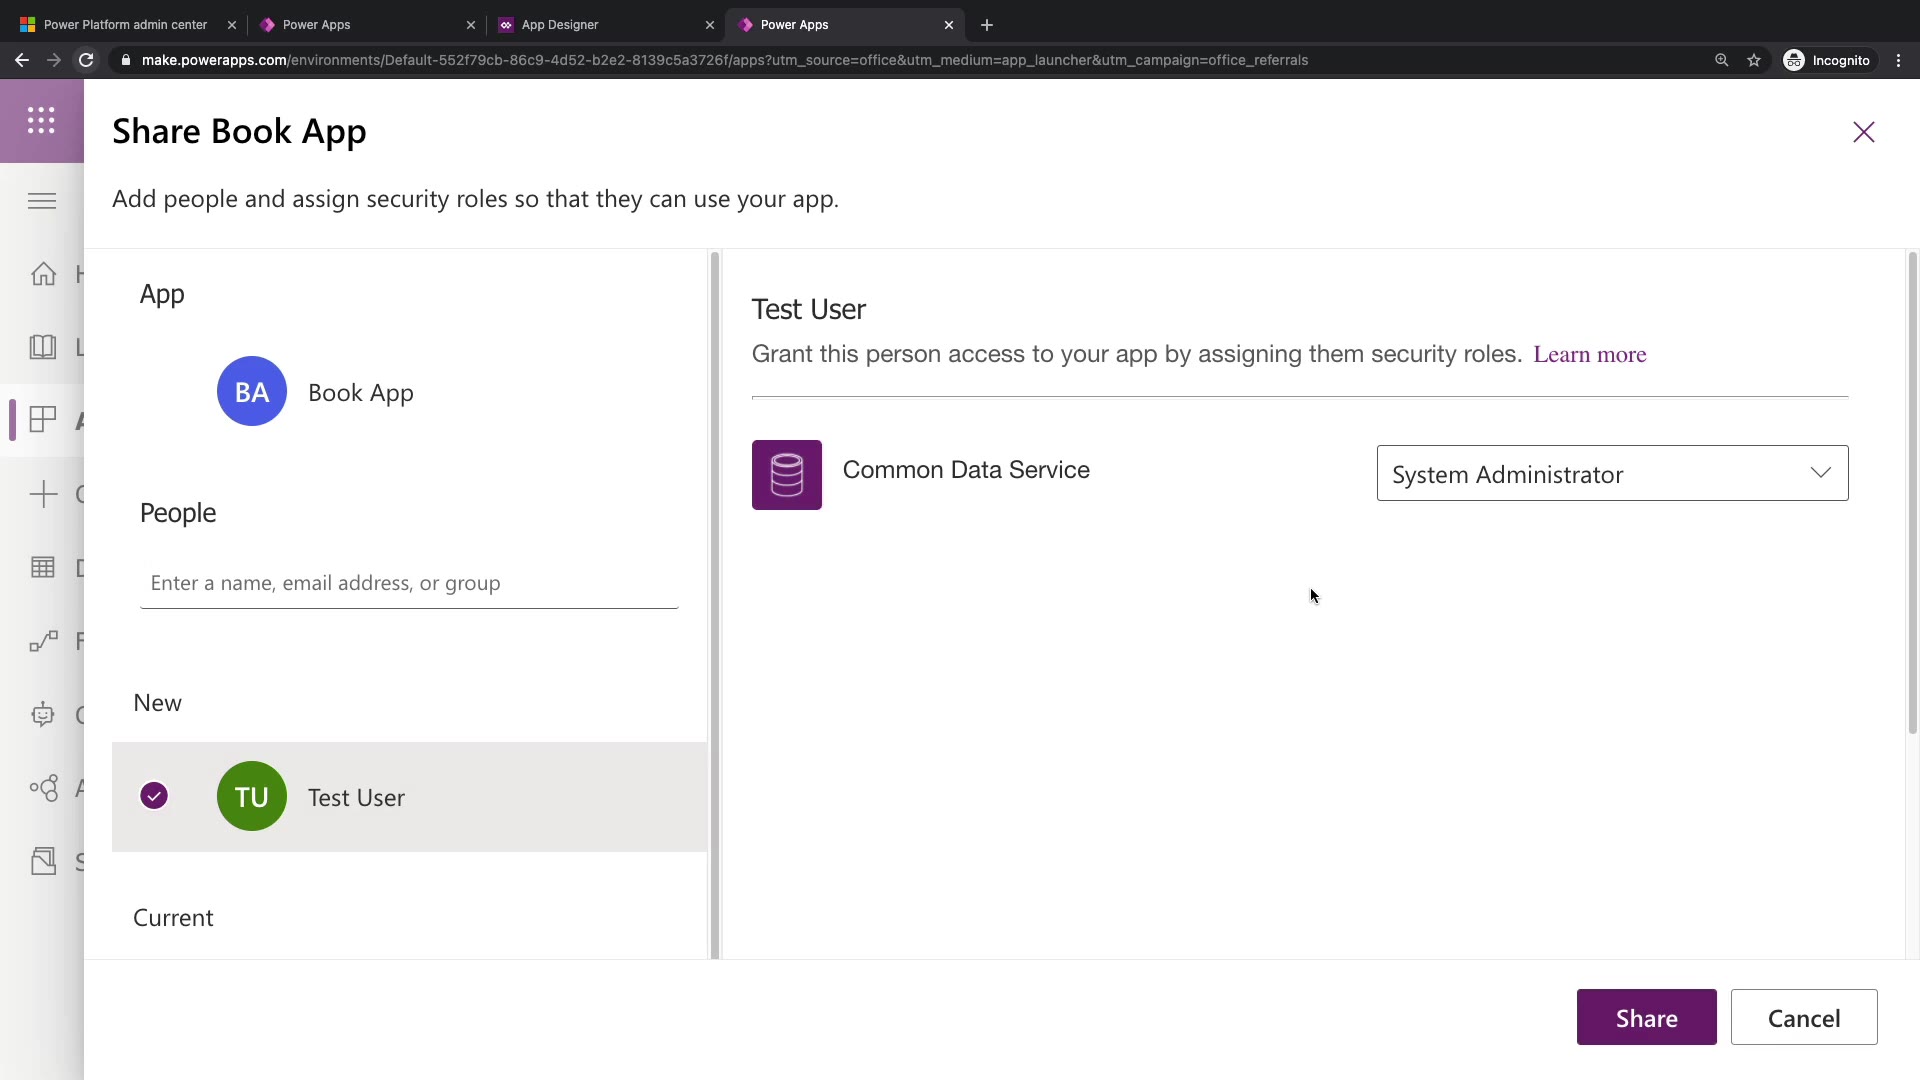 Power Platform admin center
Power Apps
App Designer
Power Apps
make.powerapps.com/environments/Default-552f79cb-86c9-4d52-b2e2-8139c5a3726f/apps?utm_source=office&utm_medium=app_launcher&utm_campaign=office_referrals
Incognito
Share Book App
Add people and assign security roles so that they can use your app.
App
BA Book App
People
Enter a name, email address, or group
New
TU Test User
Current
Test User
Grant this person access to your app by assigning them security roles. Learn more
Common Data Service
System Administrator
Share
Cancel